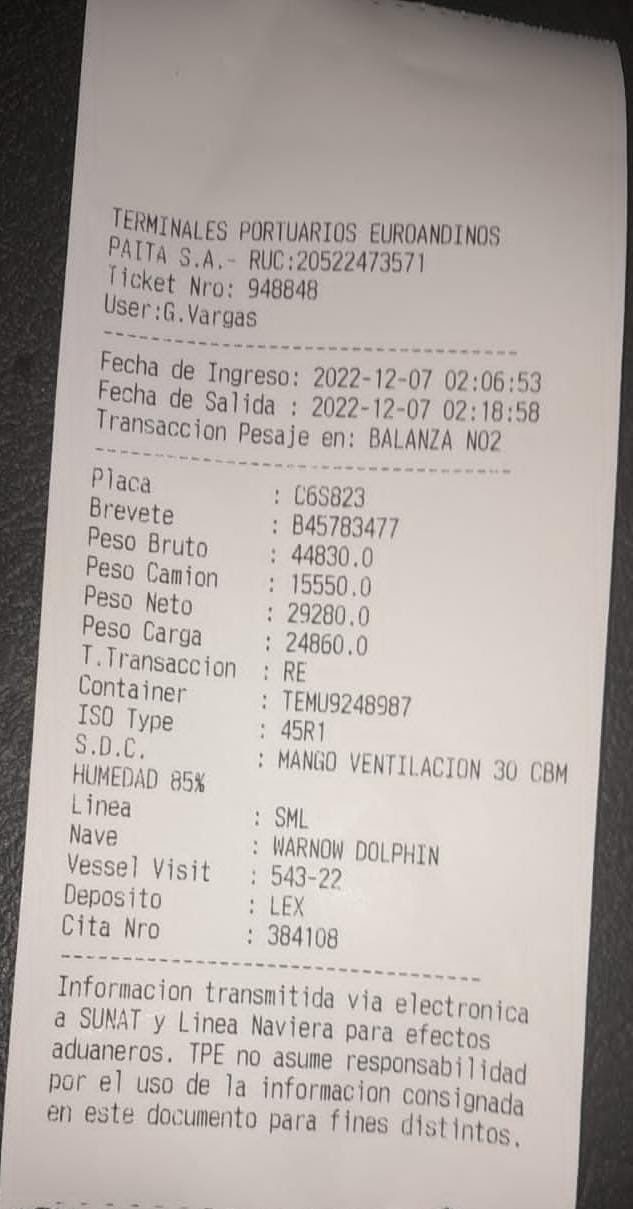 TERMINALES PORTUARIOS EUROANDINOS
PAITA S.A.- RUC:20522473571
Ticket Nro: 948848
User:G.Vargas
Fecha de Ingreso: 2022-12-07 02:06:53
Fecha de Salida : 2022-12-07 02:18:58
Transaccion Pesaje en: BALANZA NO2
Placa : C6S823
Brevete : B45783477
Peso Bruto : 44830.0
Peso Camion : 15550.0
Peso Neto : 29280.0
Peso Carga : 24860.0
T.Transaccion : RE
Container : TEMU9248987
ISO Type : 45R1
S.D.C. : MANGO VENTILACION 30 CBM
HUMEDAD 85%
Linea : SML
Nave : WARNOW DOLPHIN
Vessel Visit : 543-22
Deposito : LEX
Cita Nro : 384108
Informacion transmitida via electronica
a SUNAT y Linea Naviera para efectos
aduaneros. TPE no asume responsabilidad
por el uso de la informacion consignada
en este documento para fines distintos.